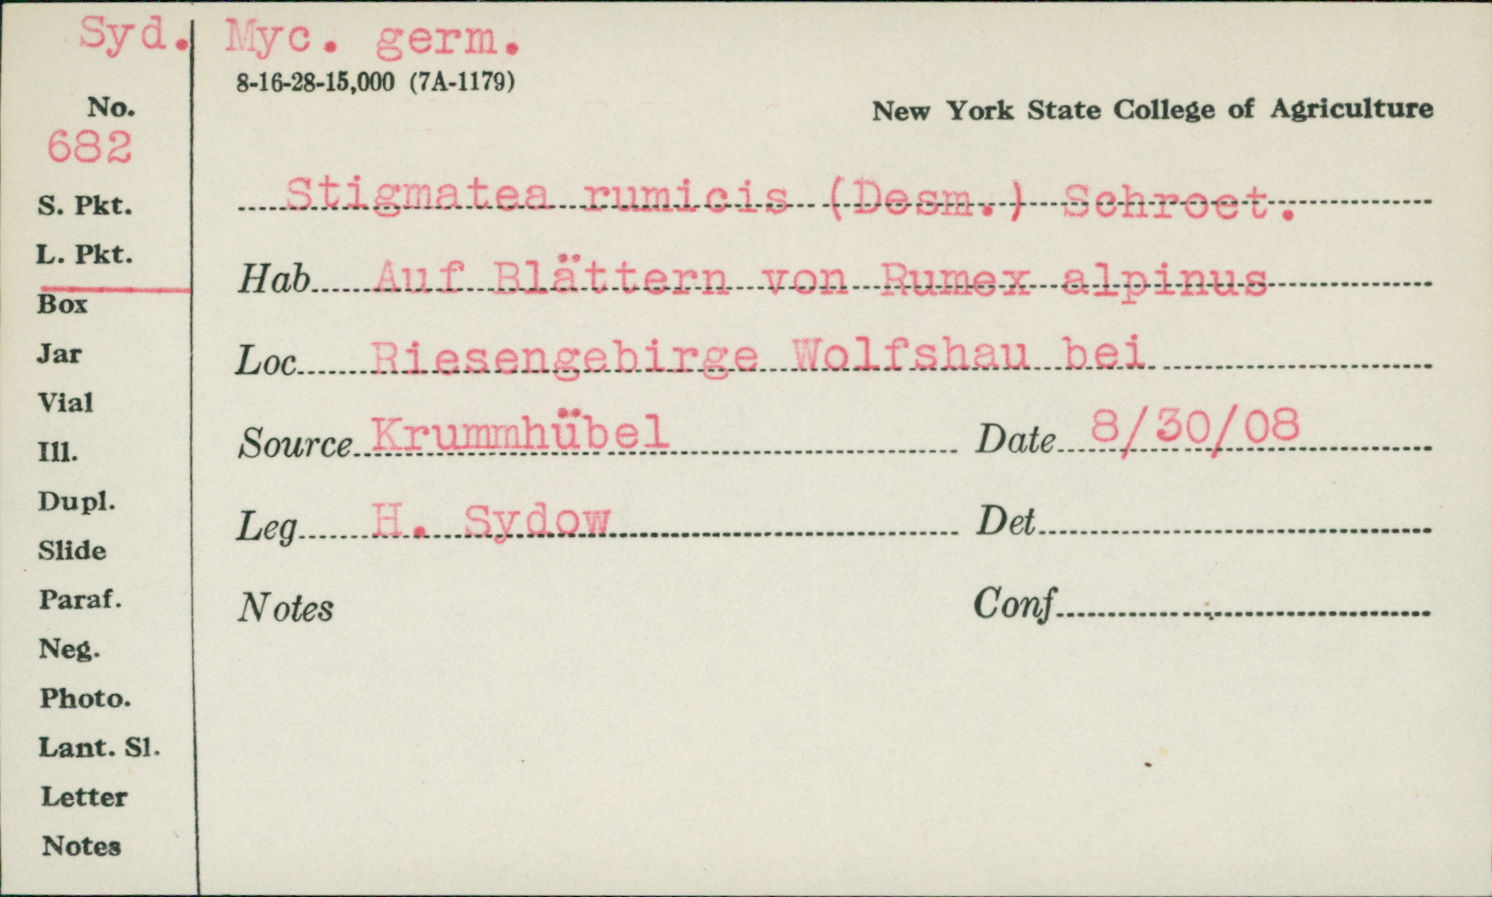 Syd. Myc. germ.
8-16-28-15,000 (7A-1179)
New York State College of Agriculture
No.
682
S. Pkt.
L. Pkt.
Box
Jar
Vial
Ill.
Dupl.
Slide
Paraf.
Neg.
Photo.
Lant. Sl.
Letter
Notes
Stigmatea rumicis (Desm.) Schroet.
Hab Auf Blättern von Rumex alpinus
Loc Riesengebirge Wolfshau bei
Source Krummhübel Date 8/30/08
Leg H. Sydow Det
Notes Conf